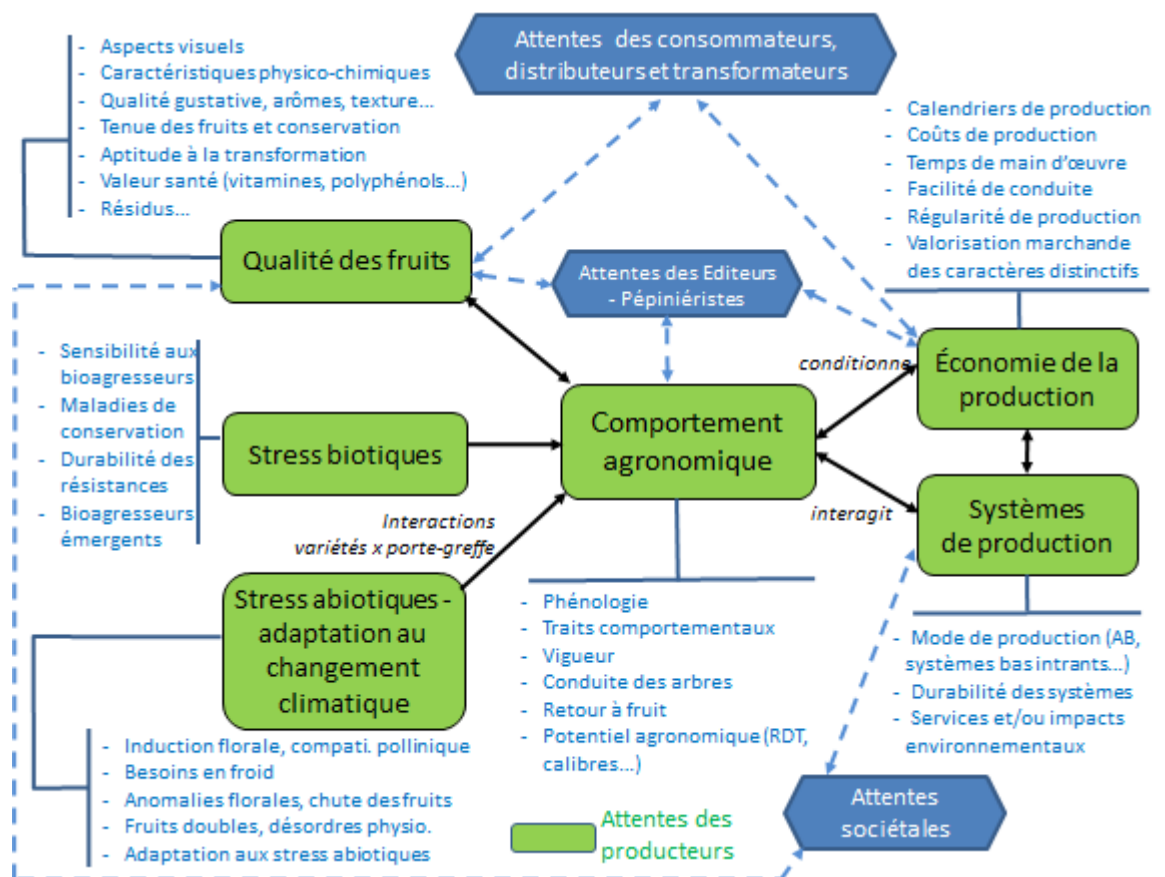 Attentes des consommateurs,
distributeurs et transformateurs
- Aspects visuels
- Caractéristiques physico-chimiques
- Qualité gustative, arômes, texture...
- Tenue des fruits et conservation
- Aptitude à la transformation
- Valeur santé (vitamines, polyphénols...)
- Résidus...
- Calendriers de production
- Coûts de production
- Temps de main d'œuvre
- Facilité de conduite
- Régularité de production
- Valorisation marchande
des caractères distinctifs
Qualité des fruits
Attentes des Editeurs
- Pépiniéristes
- Sensibilité aux
bioagresseurs
- Maladies de
conservation
- Durabilité des
résistances
- Bioagresseurs
émergents
Stress biotiques
Comportement
agronomique
conditionne
Économie de la
production
interagit
Systèmes
de production
Interactions
variétés x porte-greffe
Stress abiotiques -
adaptation au
changement
climatique
- Phénologie
- Traits comportementaux
- Vigueur
- Conduite des arbres
- Retour à fruit
- Potentiel agronomique (RDT,
calibres...)
- Mode de production (AB,
systèmes bas intrants...)
- Durabilité des systèmes
- Services et/ou impacts
environnementaux
- Induction florale, compati. pollinique
- Besoins en froid
- Anomalies florales, chute des fruits
- Fruits doubles, désordres physio.
- Adaptation aux stress abiotiques
Attentes des
producteurs
Attentes
sociétales